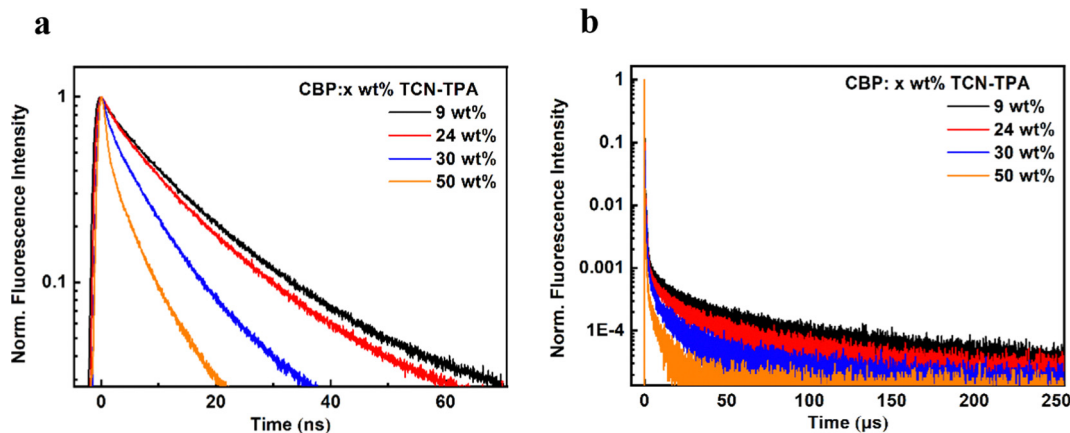 a
CBP:x wt% TCN-TPA
9 wt%
24 wt%
30 wt%
50 wt%
Norm. Fluorescence Intensity
1
0.1
0
20
40
60
Time (ns)
b
CBP: x wt% TCN-TPA
9 wt%
24 wt%
30 wt%
50 wt%
Norm. Fluorescence Intensity
1
0.1
0.01
0.001
1E-4
0
50
100
150
200
250
Time (µs)